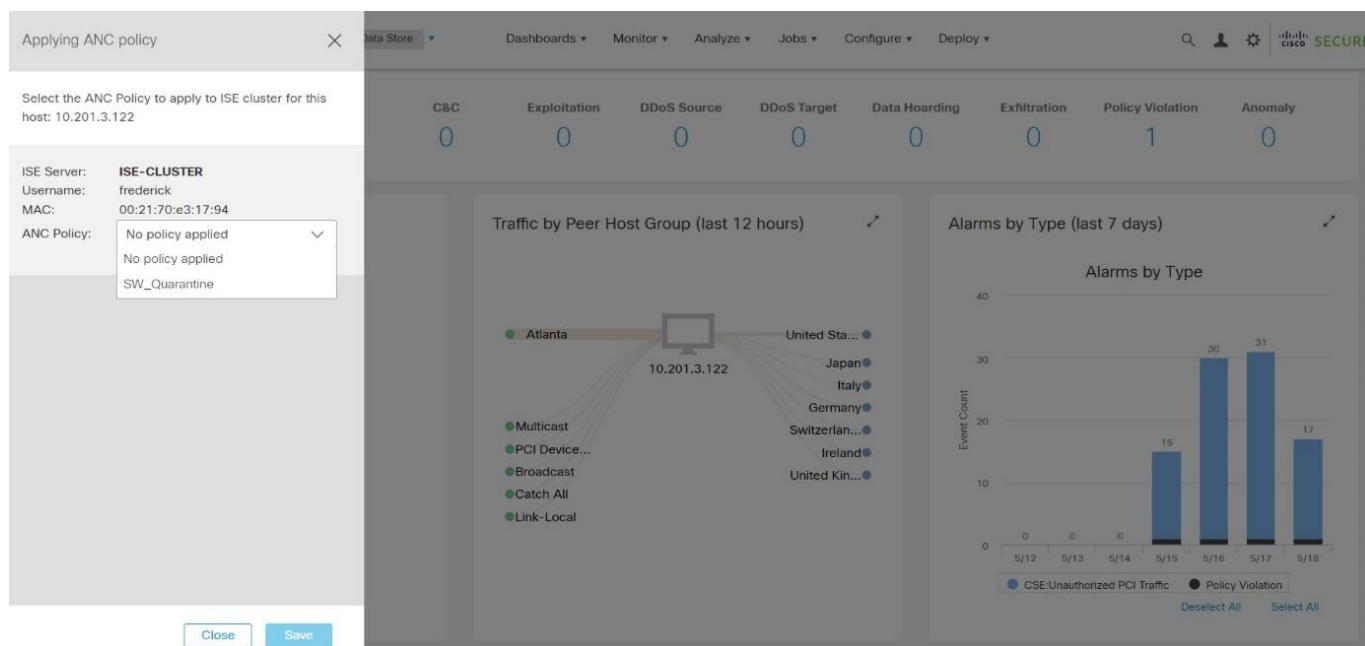 Applying ANC policy
Select the ANC Policy to apply to ISE cluster for this
host: 10.201.3.122
ISE Server: ISE-CLUSTER
Username: frederick
MAC: 00:21:70:e3:17:94
ANC Policy: No policy applied
No policy applied
SW_Quarantine
Close Save
Data Store Dashboards Monitor Analyze Jobs Configure Deploy
cisco SECURE
C&C Exploitation DDoS Source DDoS Target Data Hoarding Exfiltration Policy Violation Anomaly
0 0 0 0 0 0 1 0
Traffic by Peer Host Group (last 12 hours)
Atlanta
Multicast
PCI Device...
Broadcast
Catch All
Link-Local
10.201.3.122
United Sta...
Japan
Italy
Germany
Switzerlan...
Ireland
United Kin...
Alarms by Type (last 7 days)
Alarms by Type
Event Count
40
30
20
10
0
0 0 0 15 30 31 17
5/12 5/13 5/14 5/15 5/16 5/17 5/18
CSE:Unauthorized PCI Traffic Policy Violation
Deselect All Select All